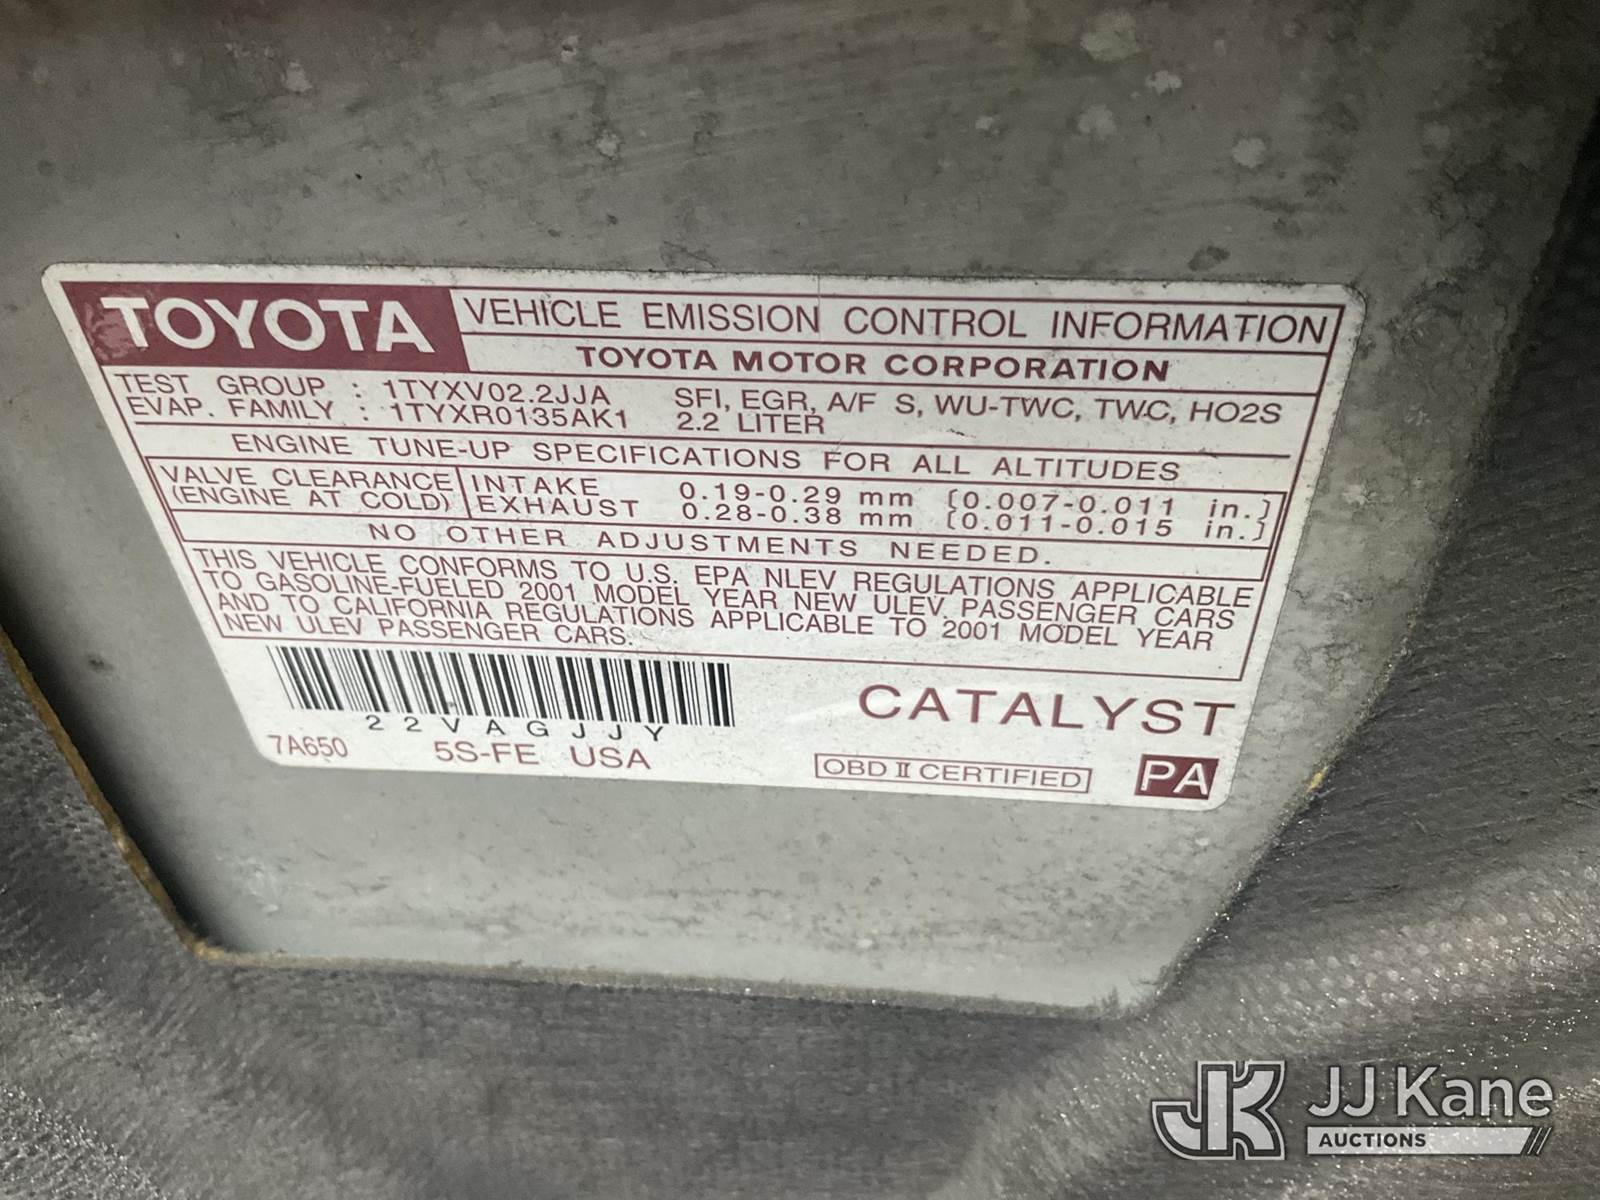 TOYOTA VEHICLE EMISSION CONTROL INFORMATION
TOYOTA MOTOR CORPORATION
TEST GROUP : 1TYXV02.2JJA SFI, EGR, A/F S, WU-TWC, TWC, HO2S
EVAP. FAMILY : 1TYXR0135AK1 2.2 LITER
ENGINE TUNE-UP SPECIFICATIONS FOR ALL ALTITUDES
VALVE CLEARANCE INTAKE 0.19-0.29 mm [0.007-0.011 in.]
(ENGINE AT COLD) EXHAUST 0.28-0.38 mm [0.011-0.015 in.]
NO OTHER ADJUSTMENTS NEEDED.
THIS VEHICLE CONFORMS TO U.S. EPA NLEV REGULATIONS APPLICABLE
TO GASOLINE-FUELED 2001 MODEL YEAR NEW ULEV PASSENGER CARS
AND TO CALIFORNIA REGULATIONS APPLICABLE TO 2001 MODEL YEAR
NEW ULEV PASSENGER CARS.
22VAGJJY
CATALYST
7A650 5S-FE USA
OBD II CERTIFIED PA
JK JJ Kane
AUCTIONS